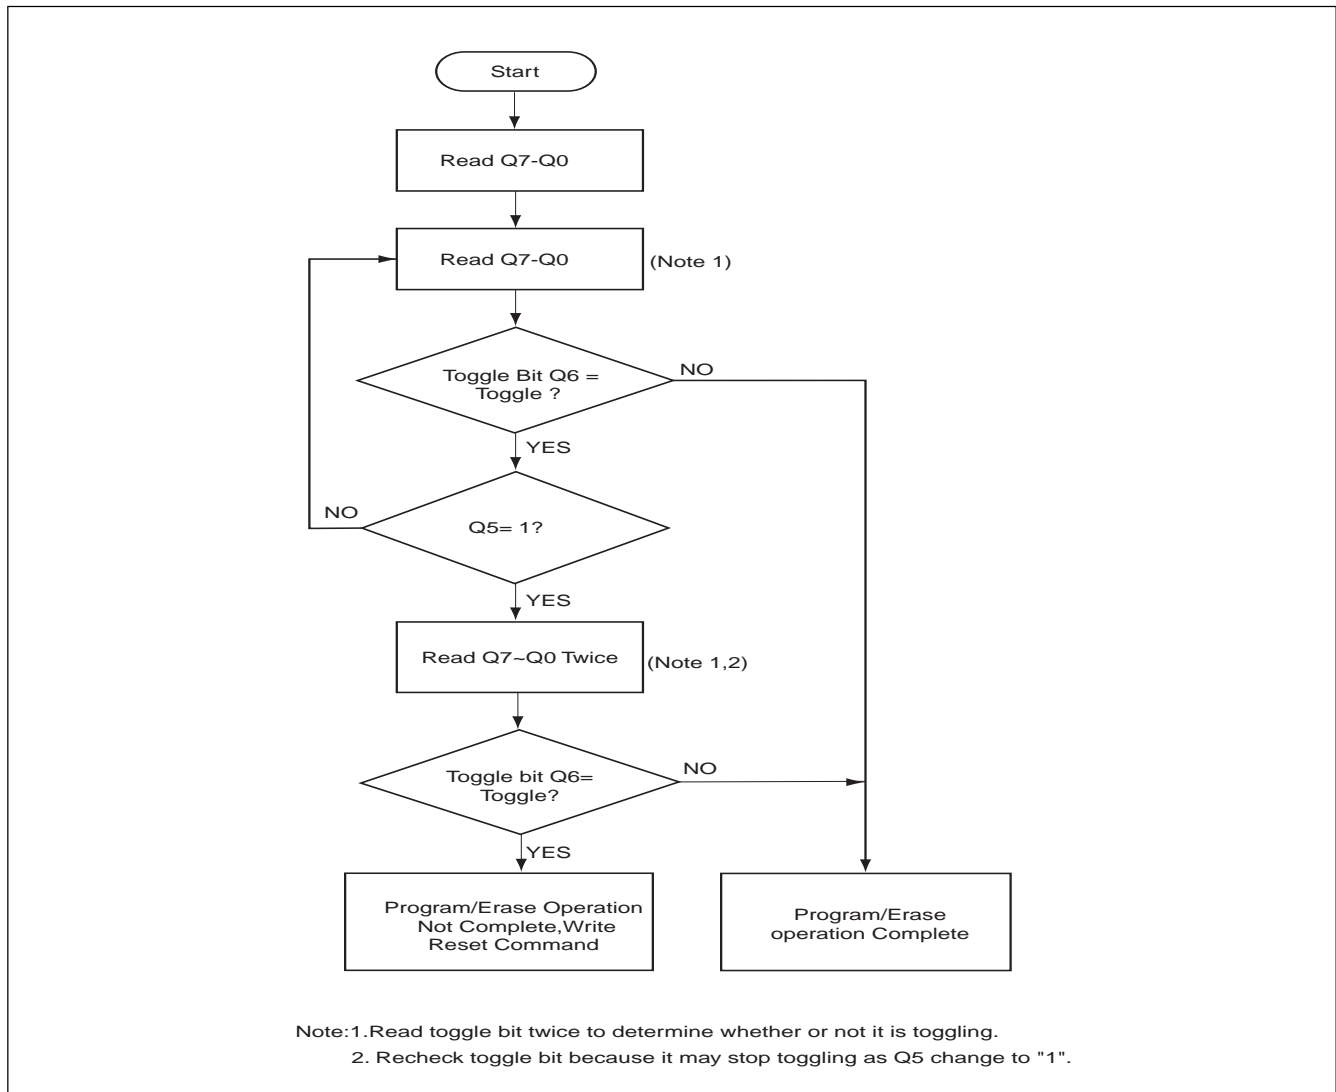 Start
Read Q7-Q0
Read Q7-Q0
(Note 1)
Toggle Bit Q6 =
Toggle ?
NO
YES
Q5= 1?
NO
YES
Read Q7~Q0 Twice
(Note 1,2)
Toggle bit Q6=
Toggle?
NO
YES
Program/Erase Operation
Not Complete,Write
Reset Command
Program/Erase
operation Complete
Note:1.Read toggle bit twice to determine whether or not it is toggling.
2. Recheck toggle bit because it may stop toggling as Q5 change to "1".